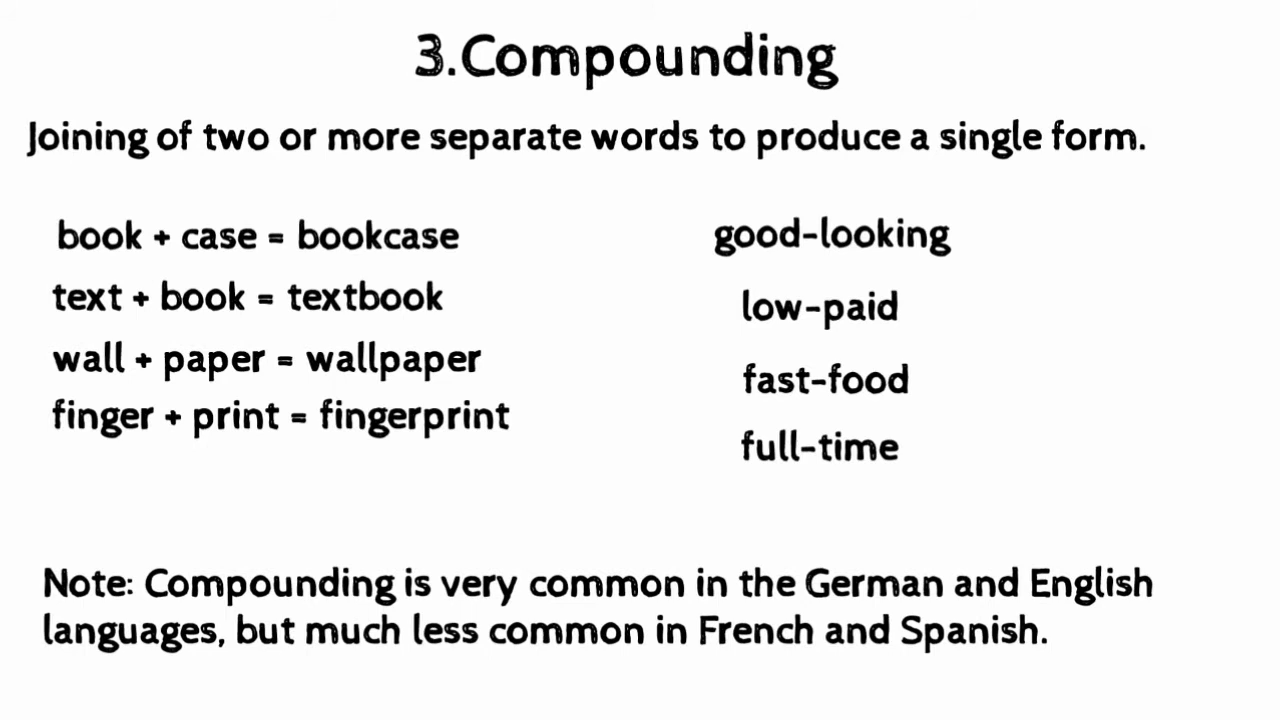 3.Compounding
Joining of two or more separate words to produce a single form.
book + case = bookcase
text + book = textbook
wall + paper = wallpaper
finger + print = fingerprint
good-looking
low-paid
fast-food
full-time
Note: Compounding is very common in the German and English
languages, but much less common in French and Spanish.